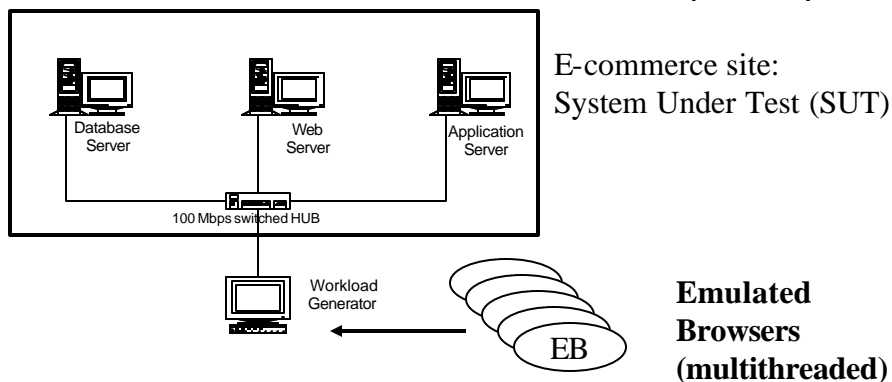 E-commerce site:
System Under Test (SUT)
Database
Server
Web
Server
Application
Server
100 Mbps switched HUB
Workload
Generator
EB
Emulated
Browsers
(multithreaded)